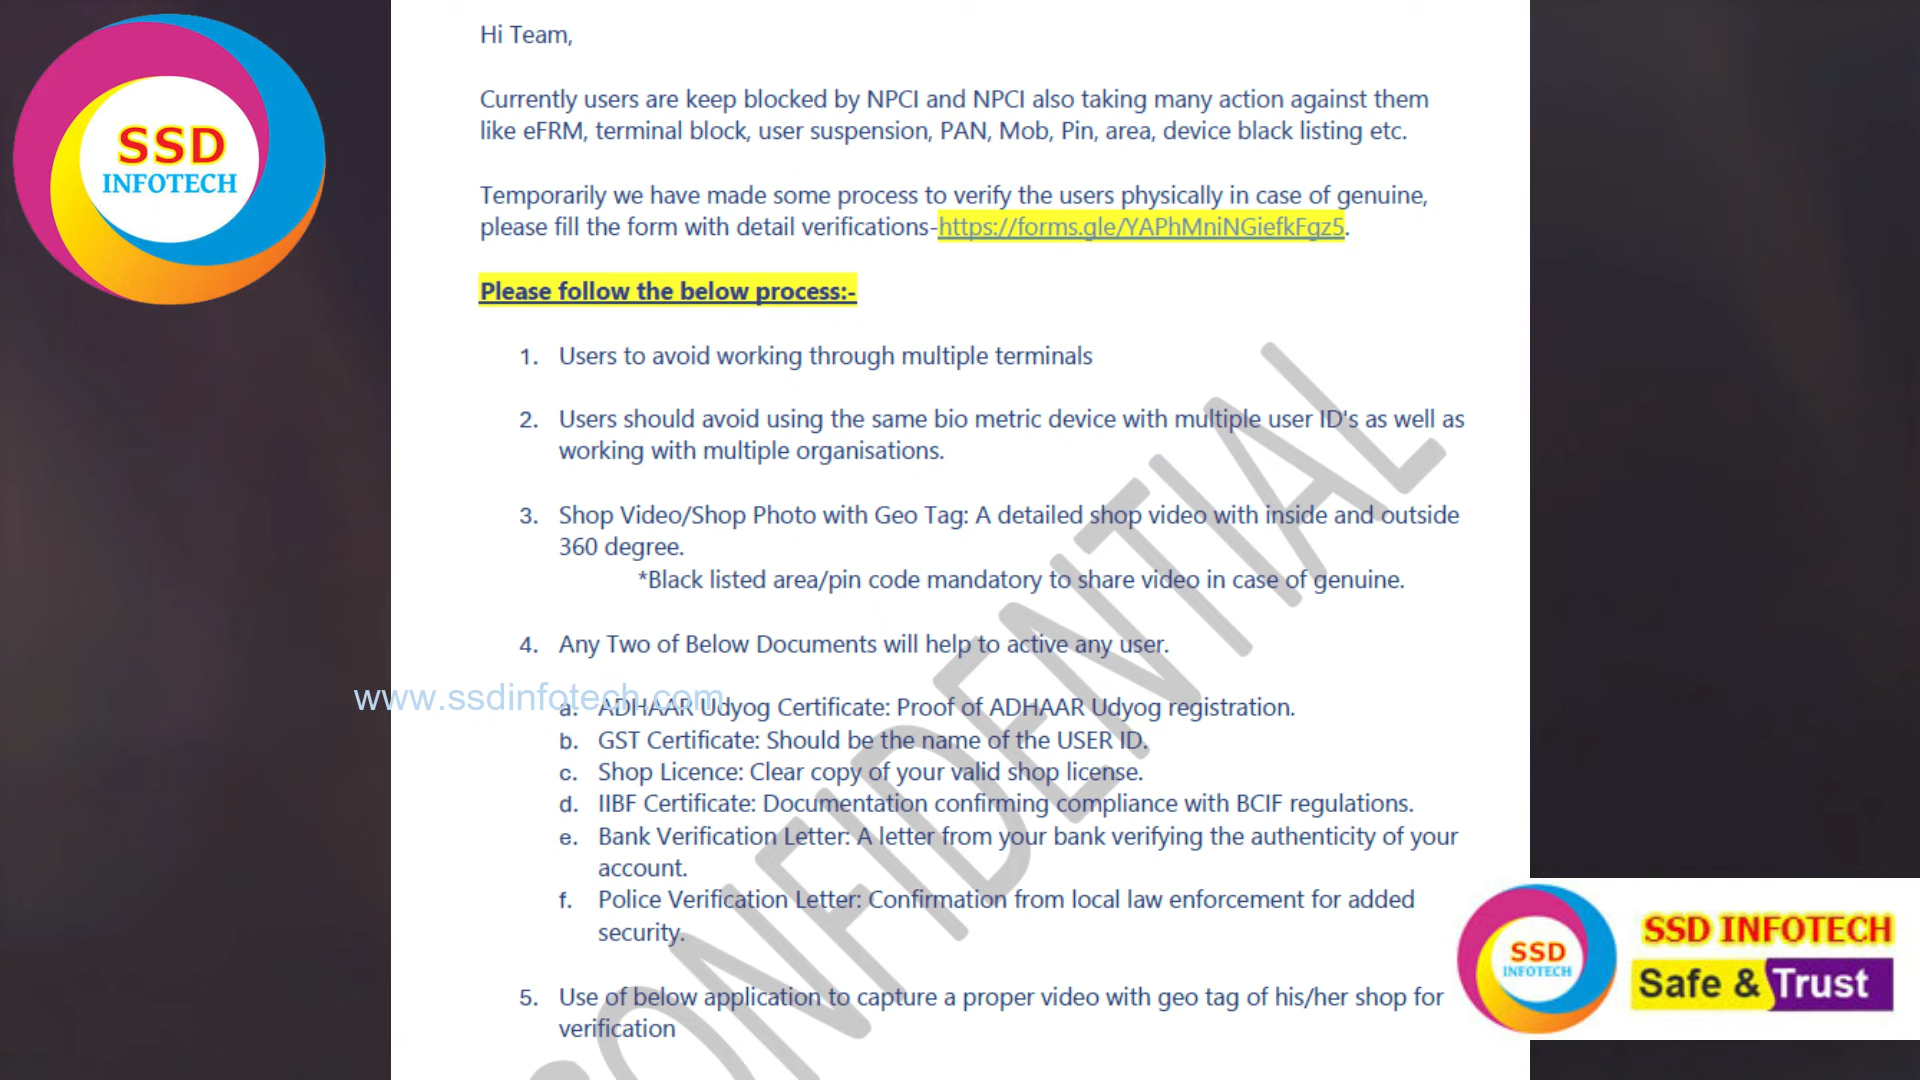 SSD
INFOTECH
Hi Team,
Currently users are keep blocked by NPCI and NPCI also taking many action against them
like eFRM, terminal block, user suspension, PAN, Mob, Pin, area, device black listing etc.
Temporarily we have made some process to verify the users physically in case of genuine,
please fill the form with detail verifications-https://forms.gle/YAPhMniNGiefkFgz5.
Please follow the below process:-
1. Users to avoid working through multiple terminals
2. Users should avoid using the same bio metric device with multiple user ID's as well as
working with multiple organisations.
3. Shop Video/Shop Photo with Geo Tag: A detailed shop video with inside and outside
360 degree.
*Black listed area/pin code mandatory to share video in case of genuine.
4. Any Two of Below Documents will help to active any user.
www.ssdinfotech.com
a. ADHAAR Udyog Certificate: Proof of ADHAAR Udyog registration.
b. GST Certificate: Should be the name of the USER ID.
c. Shop Licence: Clear copy of your valid shop license.
d. IIBF Certificate: Documentation confirming compliance with BCIF regulations.
e. Bank Verification Letter: A letter from your bank verifying the authenticity of your
account.
f. Police Verification Letter: Confirmation from local law enforcement for added
security.
5. Use of below application to capture a proper video with geo tag of his/her shop for
verification
CONFIDENTIAL
SSD
INFOTECH
SSD INFOTECH
Safe & Trust